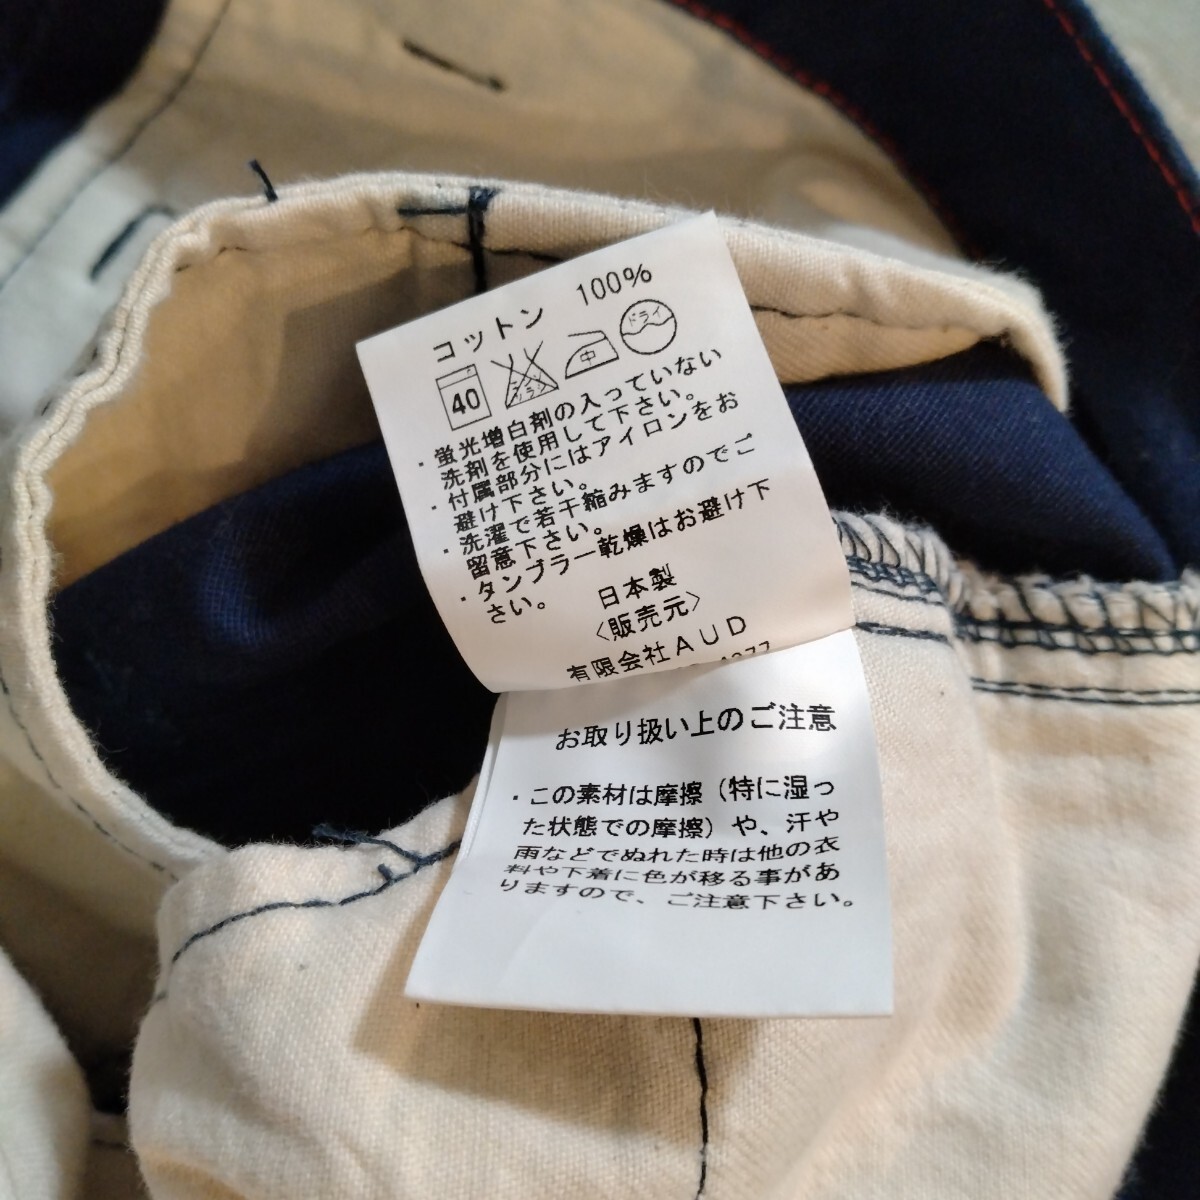 コットン 100%
40
エンソ
サラシ
中
ドライ
・蛍光増白剤の入っていない
洗剤を使用して下さい。
・付属部分にはアイロンをお
避け下さい。
・洗濯で若干縮みますのでご
留意下さい。
・タンブラー乾燥はお避け下
さい。
日本製
〈販売元〉
有限会社AUD
お取り扱い上のご注意
・この素材は摩擦（特に湿っ
た状態での摩擦）や、汗や
雨などでぬれた時は他の衣
料や下着に色が移る事があ
りますので、ご注意下さい。